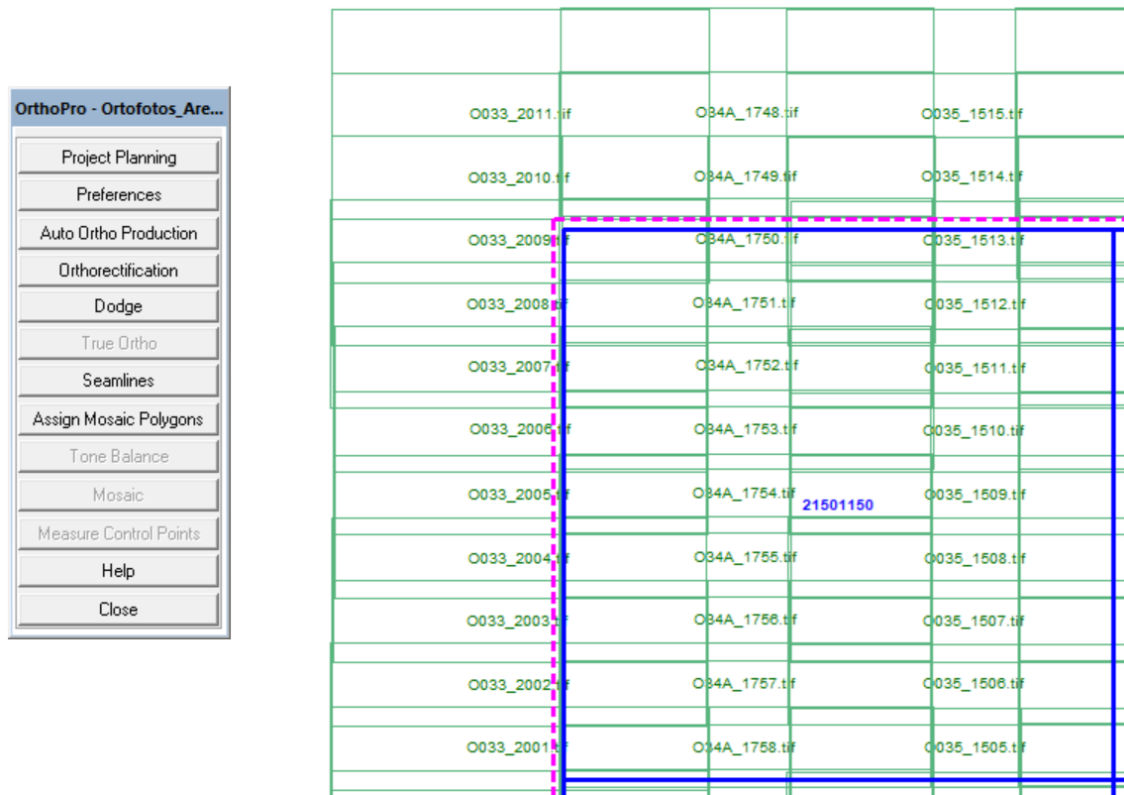 OrthoPro - Ortofotos_Are...
Project Planning
Preferences
Auto Ortho Production
Orthorectification
Dodge
True Ortho
Seamlines
Assign Mosaic Polygons
Tone Balance
Mosaic
Measure Control Points
Help
Close
O033_2011.tif O34A_1748.tif O035_1515.tif
O033_2010.tif O34A_1749.tif O035_1514.tif
O033_2009.tif O34A_1750.tif O035_1513.tif
O033_2008.tif O34A_1751.tif O035_1512.tif
O033_2007.tif O34A_1752.tif O035_1511.tif
O033_2006.tif O34A_1753.tif O035_1510.tif
O033_2005.tif O34A_1754.tif O035_1509.tif
21501150
O033_2004.tif O34A_1755.tif O035_1508.tif
O033_2003.tif O34A_1756.tif O035_1507.tif
O033_2002.tif O34A_1757.tif O035_1506.tif
O033_2001.tif O34A_1758.tif O035_1505.tif